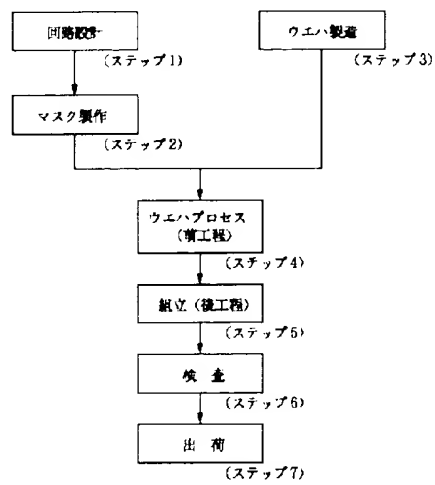 回路設計
(ステップ1)
ウエハ製造
(ステップ3)
マスク製作
(ステップ2)
ウエハプロセス
(前工程)
(ステップ4)
組立(後工程)
(ステップ5)
検 査
(ステップ6)
出 荷
(ステップ7)